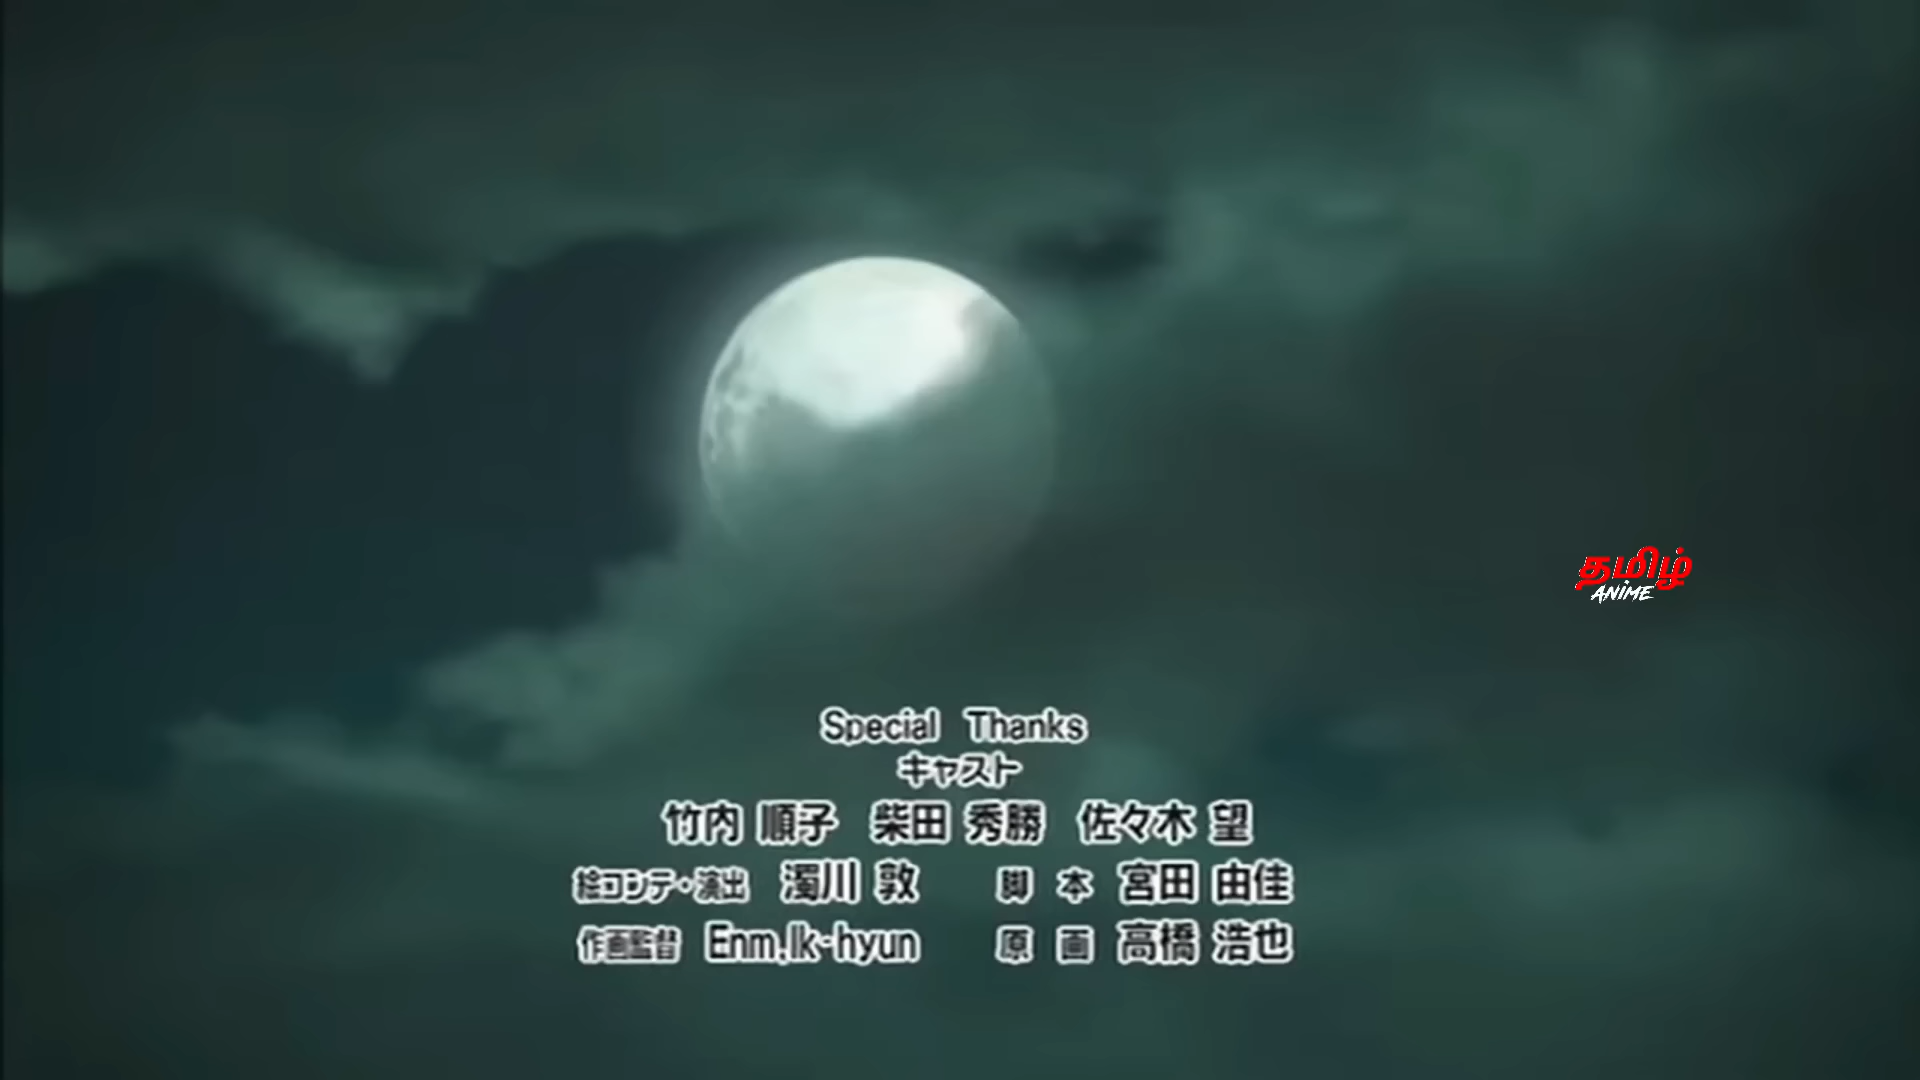 தமிழ்
ANiME
Special Thanks
キャスト
竹内 順子 柴田 秀勝 佐々木 望
絵コンテ・演出 濁川 敦 脚 本 宮田 由佳
作画監督 Enm,Ik-hyun 原 画 高橋 浩也